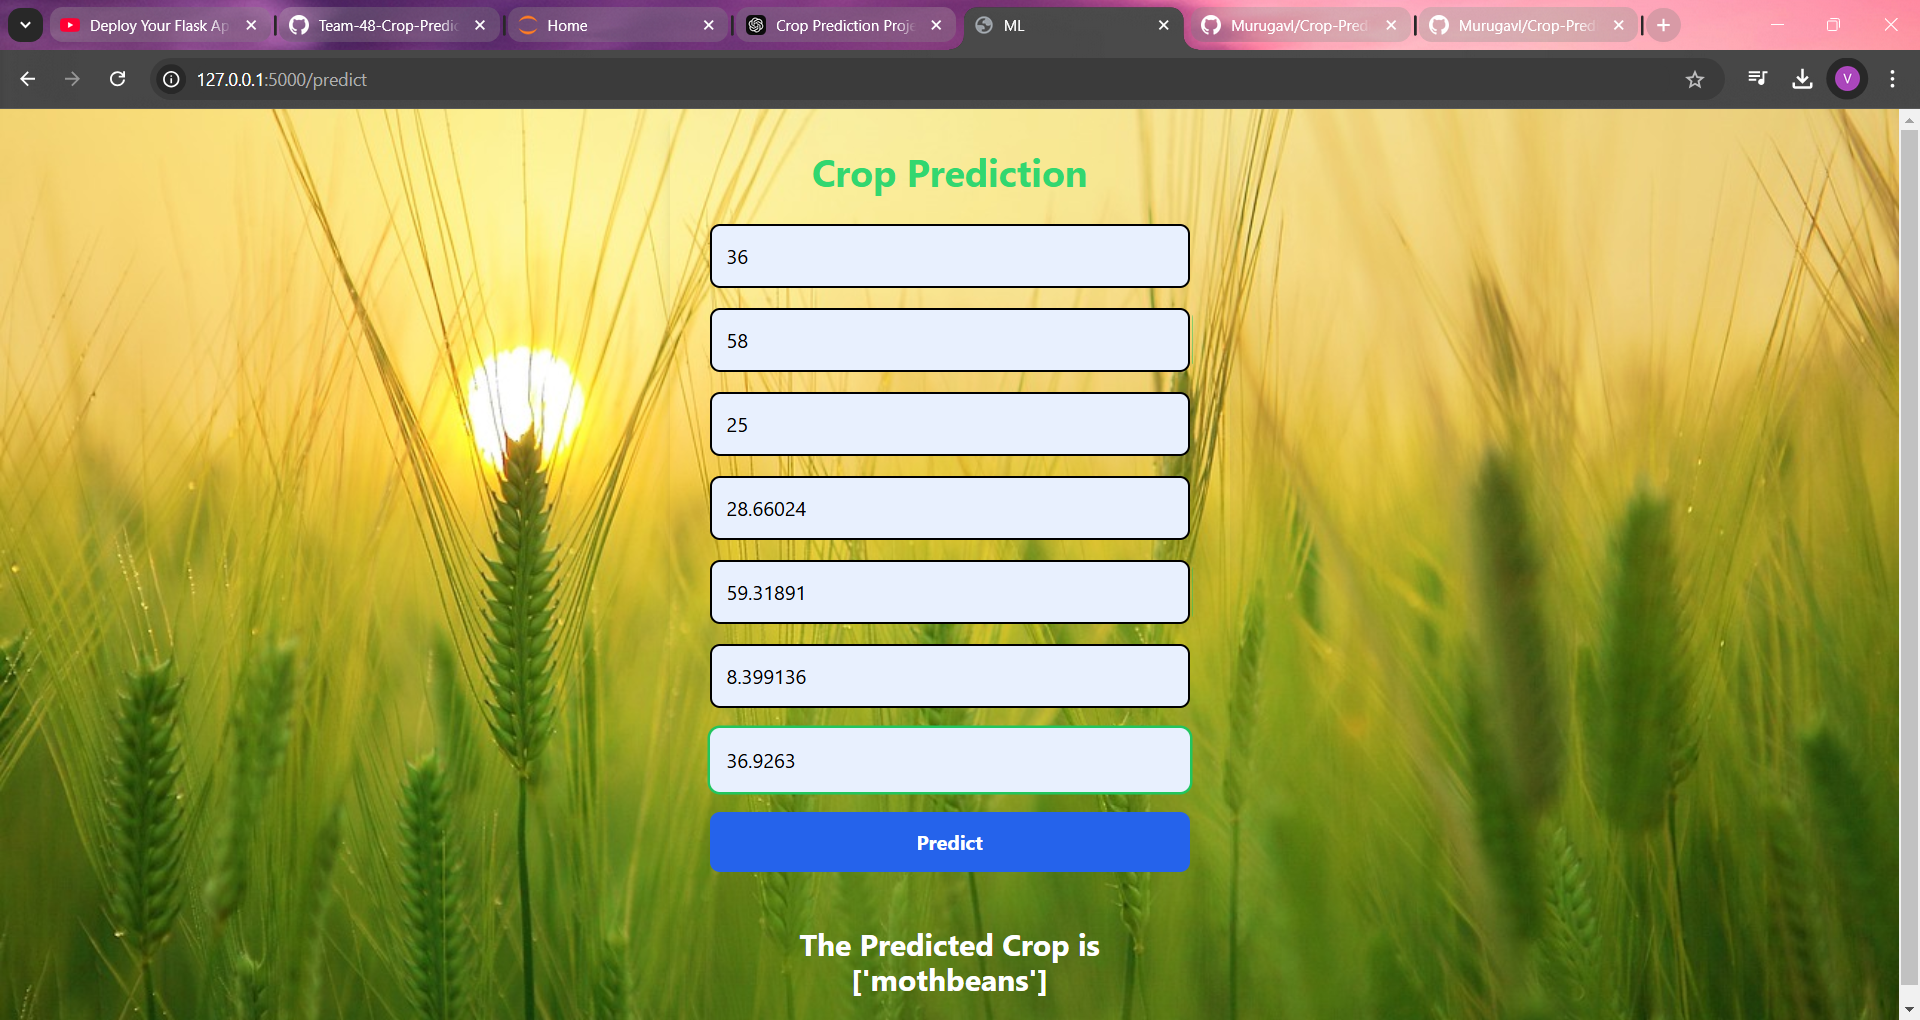 Deploy Your Flask Ap
Team-48-Crop-Predic
Home
Crop Prediction Proje
ML
Murugavl/Crop-Pred
Murugavl/Crop-Pred
127.0.0.1:5000/predict
V
Crop Prediction
36
58
25
28.66024
59.31891
8.399136
36.9263
Predict
The Predicted Crop is
['mothbeans']